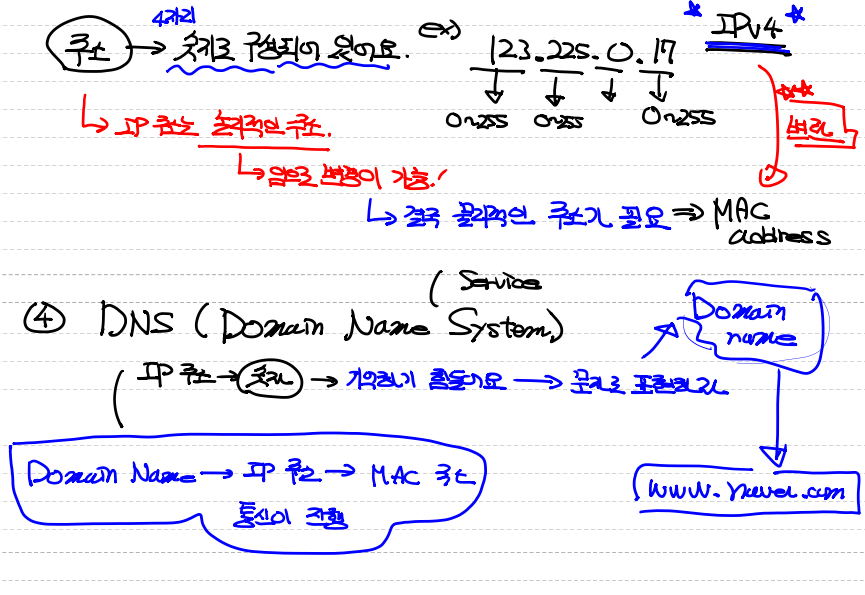 4자리
주소 → 숫자로 구성되어 있어요. ex) 123.225.0.17 * IPv4 *
0~255 0~255 0~255
↳ IP 주소는 논리적인 주소.
변환
↳ 임의로 변경이 가능!
↳ 결국 물리적인 주소가 필요 ⇒ MAC
address
(Service
④ DNS (Domain Name System)
Domain
name
IP 주소 → 숫자 → 기억하기 힘들어요 → 문자로 표현하자
Domain Name → IP 주소 → MAC 주소
통신이 진행
www.naver.com